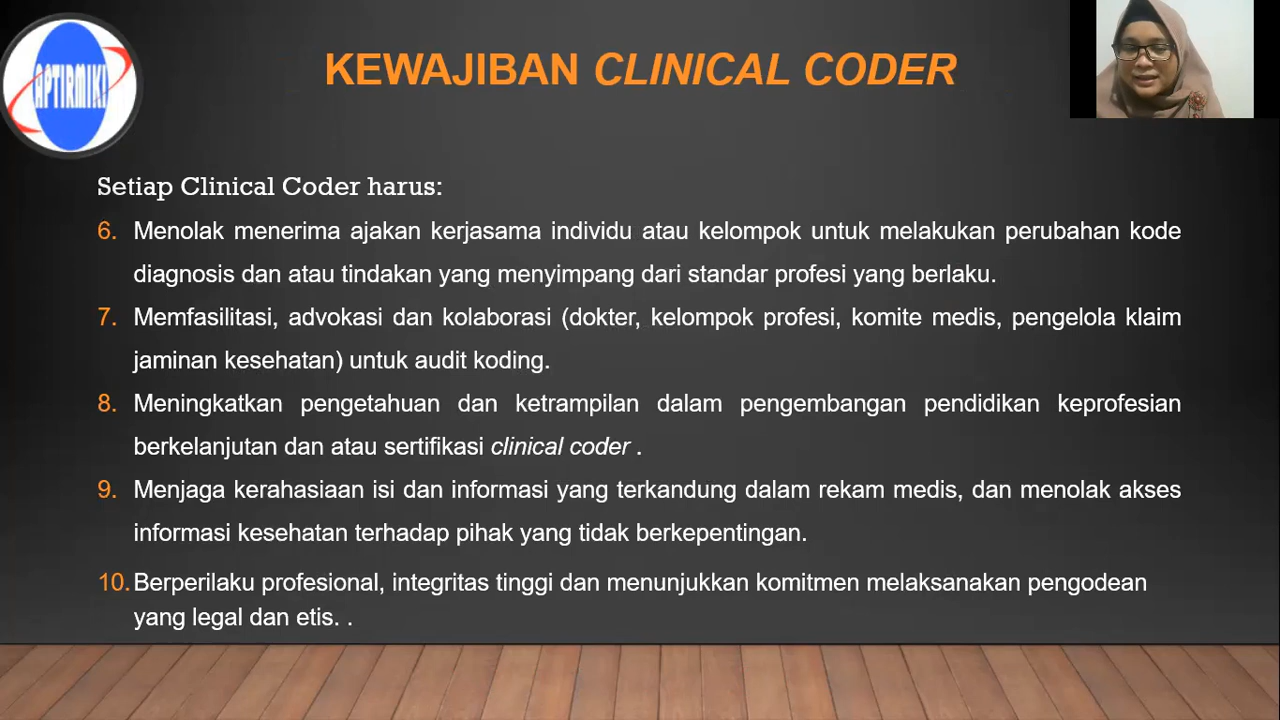 APTIRMIKI
KEWAJIBAN CLINICAL CODER
Setiap Clinical Coder harus:
6. Menolak menerima ajakan kerjasama individu atau kelompok untuk melakukan perubahan kode
diagnosis dan atau tindakan yang menyimpang dari standar profesi yang berlaku.
7. Memfasilitasi, advokasi dan kolaborasi (dokter, kelompok profesi, komite medis, pengelola klaim
jaminan kesehatan) untuk audit koding.
8. Meningkatkan pengetahuan dan ketrampilan dalam pengembangan pendidikan keprofesian
berkelanjutan dan atau sertifikasi clinical coder .
9. Menjaga kerahasiaan isi dan informasi yang terkandung dalam rekam medis, dan menolak akses
informasi kesehatan terhadap pihak yang tidak berkepentingan.
10. Berperilaku profesional, integritas tinggi dan menunjukkan komitmen melaksanakan pengodean
yang legal dan etis. .